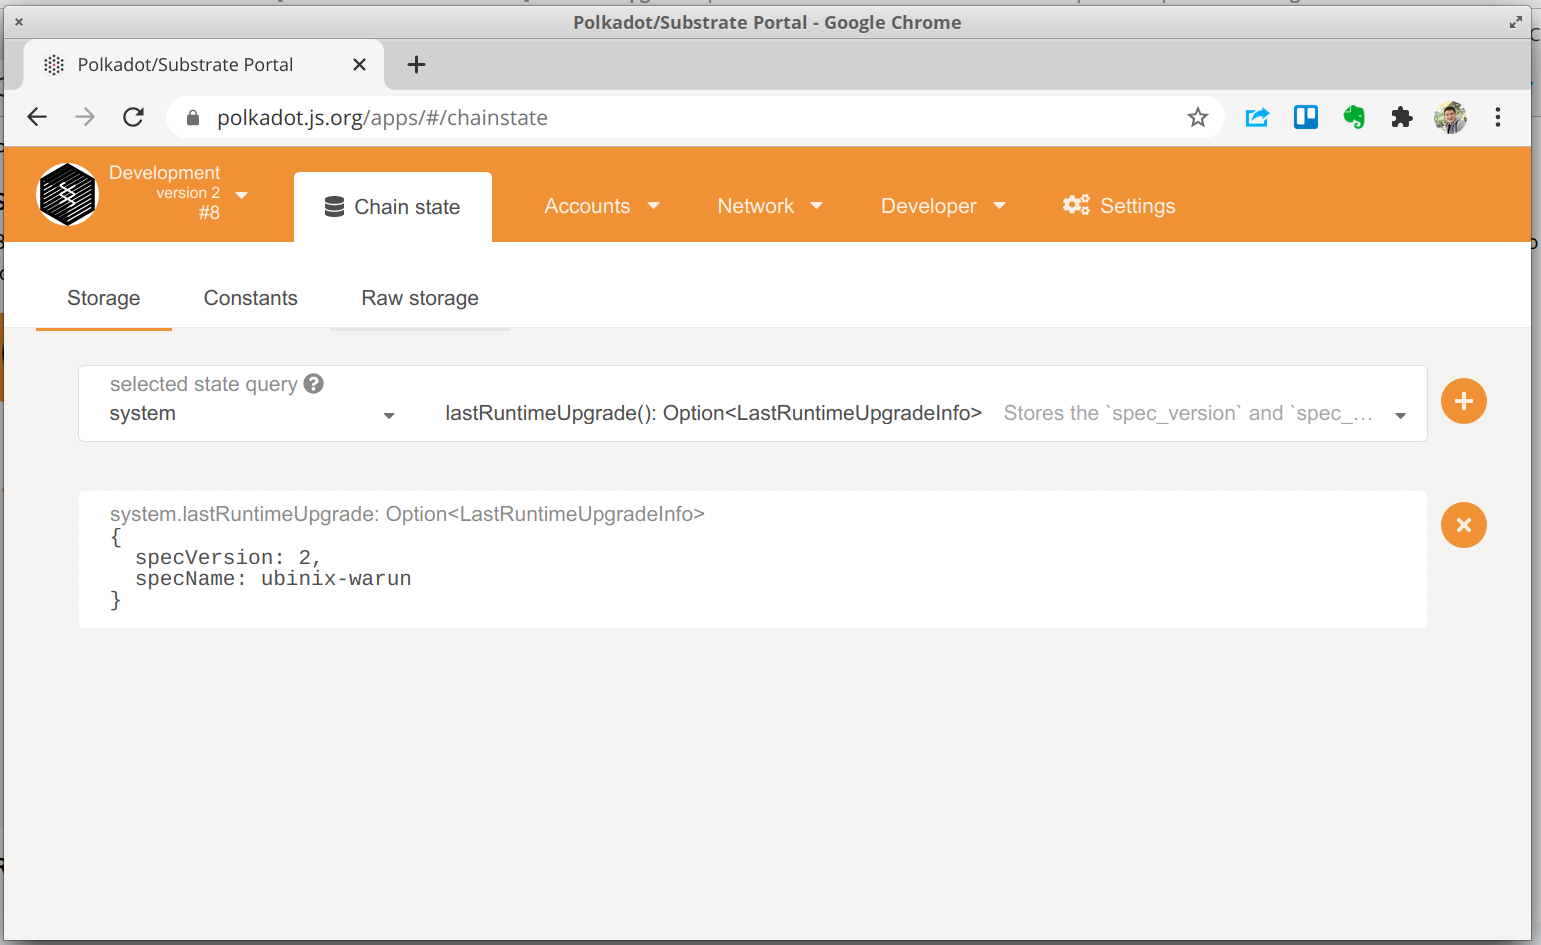 Polkadot/Substrate Portal - Google Chrome
Polkadot/Substrate Portal
polkadot.js.org/apps/#/chainstate
Development
version 2
#8
Chain state
Accounts
Network
Developer
Settings
Storage
Constants
Raw storage
selected state query
system
lastRuntimeUpgrade(): Option<LastRuntimeUpgradeInfo> Stores the `spec_version` and `spec_...
system.lastRuntimeUpgrade: Option<LastRuntimeUpgradeInfo>
{
  specVersion: 2,
  specName: ubinix-warun
}